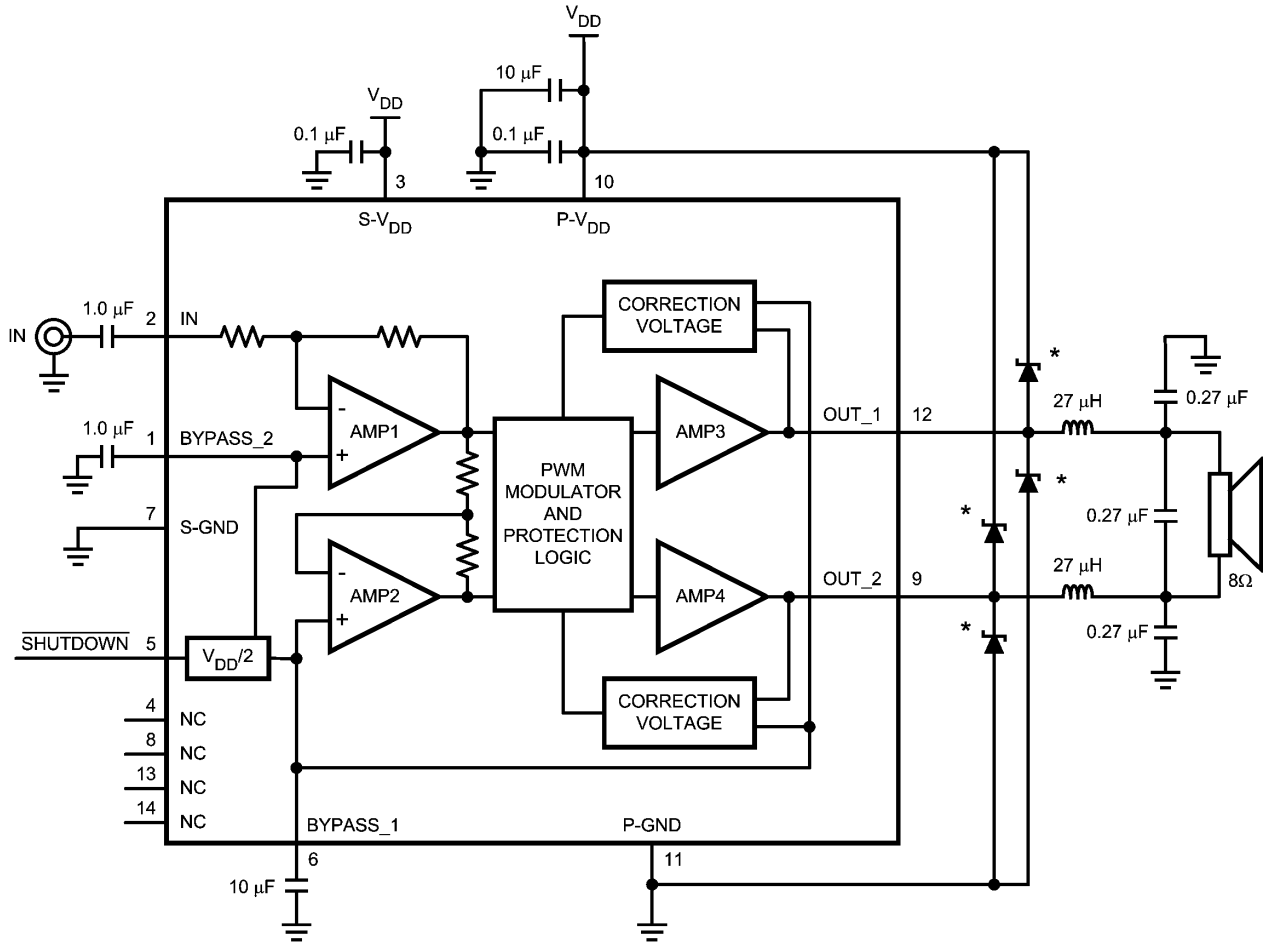 VDD
10 µF
VDD
0.1 µF
0.1 µF
3
10
S-VDD
P-VDD
1.0 µF
2
IN
IN
CORRECTION
VOLTAGE
*
27 µH
0.27 µF
OUT_1
12
-
AMP1
+
AMP3
1.0 µF
1
BYPASS_2
PWM
MODULATOR
AND
PROTECTION
LOGIC
*
7
S-GND
*
0.27 µF
27 µH
OUT_2
9
8Ω
-
AMP2
+
AMP4
*
0.27 µF
SHUTDOWN
5
VDD/2
CORRECTION
VOLTAGE
4
NC
8
NC
13
NC
14
NC
BYPASS_1
P-GND
6
11
10 µF